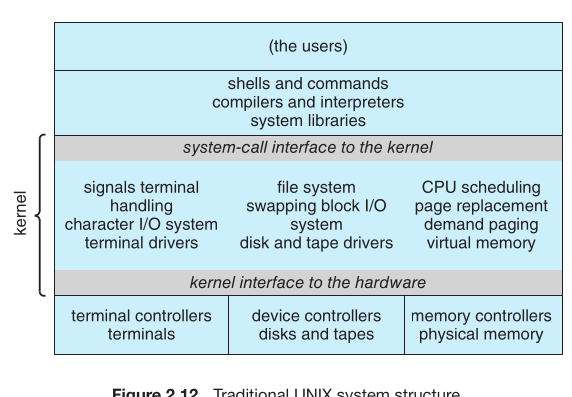 (the users)
shells and commands
compilers and interpreters
system libraries
system-call interface to the kernel
kernel
signals terminal
handling
character I/O system
terminal drivers
file system
swapping block I/O
system
disk and tape drivers
CPU scheduling
page replacement
demand paging
virtual memory
kernel interface to the hardware
terminal controllers
terminals
device controllers
disks and tapes
memory controllers
physical memory
Figure 2.12 Traditional UNIX system structure